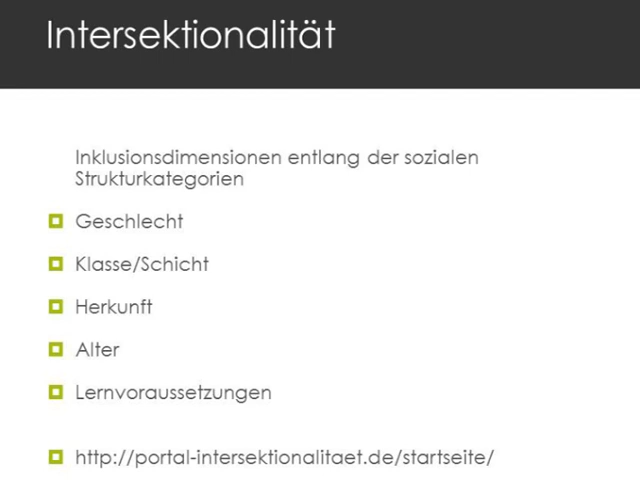 Intersektionalität
Inklusionsdimensionen entlang der sozialen
Strukturkategorien
Geschlecht
Klasse/Schicht
Herkunft
Alter
Lernvoraussetzungen
http://portal-intersektionalitaet.de/startseite/